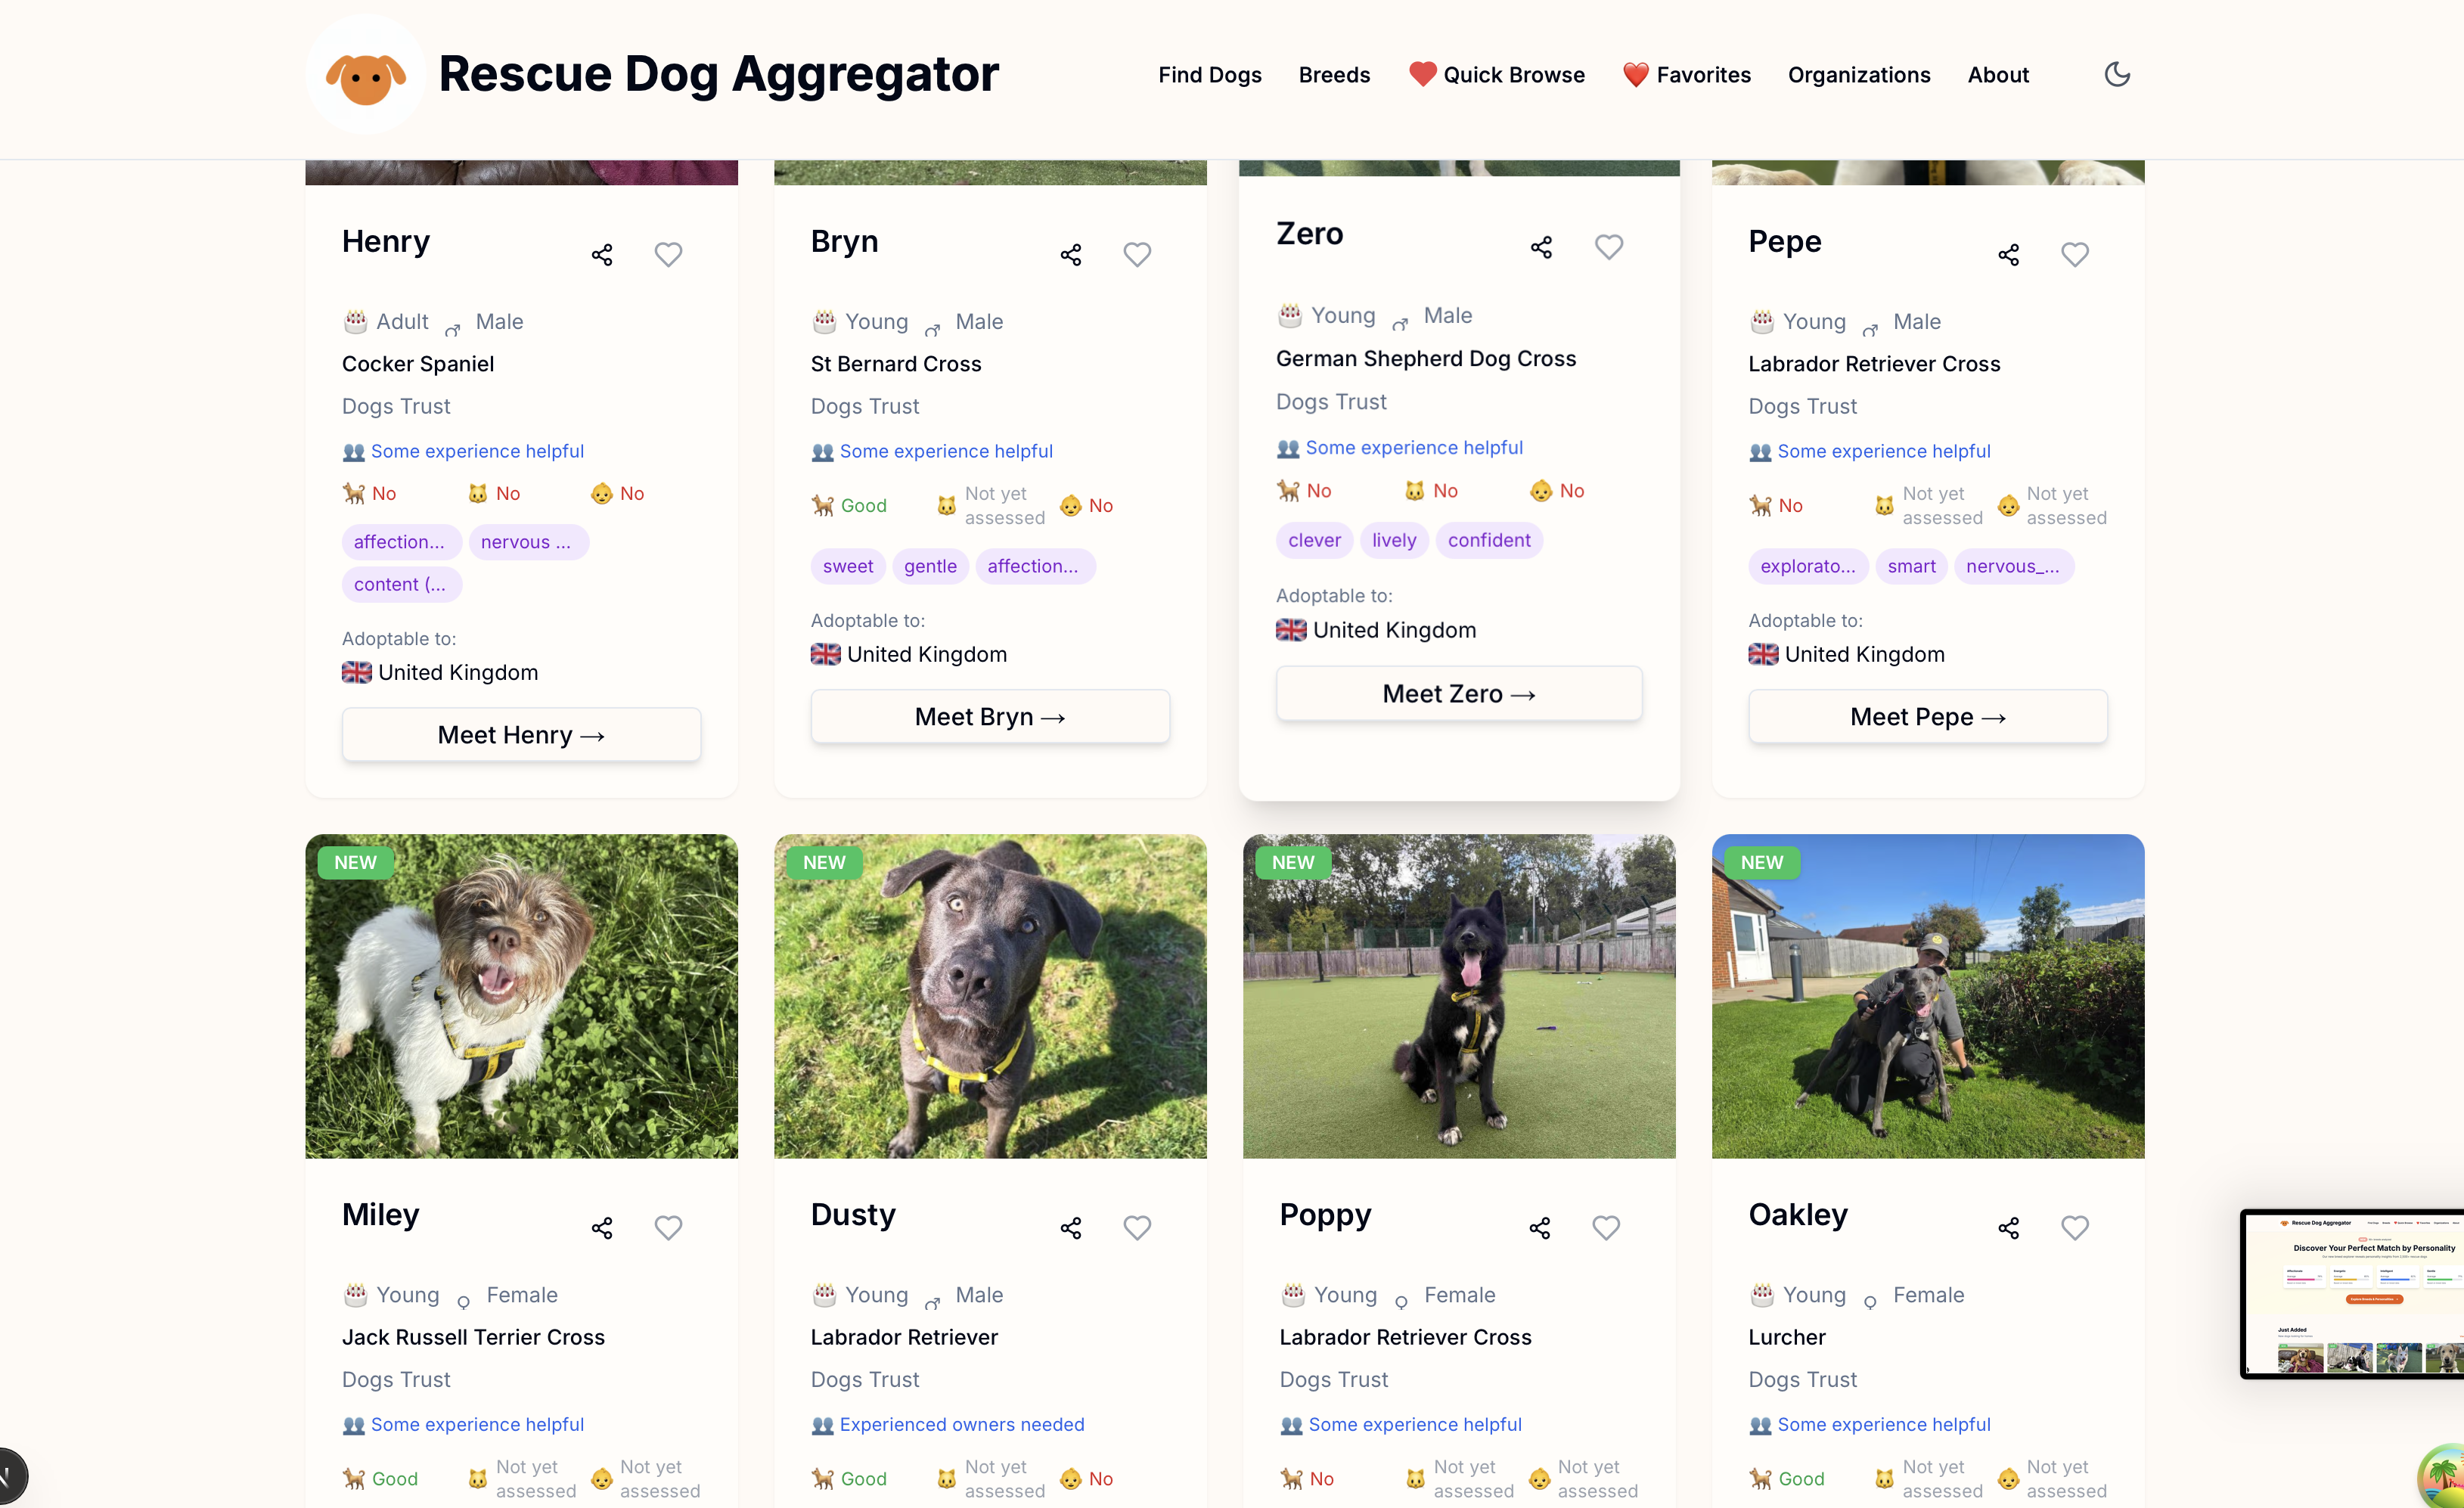 Rescue Dog Aggregator
Find Dogs Breeds Quick Browse Favorites Organizations About
Henry
Adult ♂ Male
Cocker Spaniel
Dogs Trust
Some experience helpful
No No No
affection... nervous ...
content (...
Adoptable to:
United Kingdom
Meet Henry →
Bryn
Young ♂ Male
St Bernard Cross
Dogs Trust
Some experience helpful
Good Not yet assessed No
sweet gentle affection...
Adoptable to:
United Kingdom
Meet Bryn →
Zero
Young ♂ Male
German Shepherd Dog Cross
Dogs Trust
Some experience helpful
No No No
clever lively confident
Adoptable to:
United Kingdom
Meet Zero →
Pepe
Young ♂ Male
Labrador Retriever Cross
Dogs Trust
Some experience helpful
No Not yet assessed Not yet assessed
explorato... smart nervous_...
Adoptable to:
United Kingdom
Meet Pepe →
NEW
Miley
Young ♀ Female
Jack Russell Terrier Cross
Dogs Trust
Some experience helpful
Good Not yet assessed Not yet assessed
NEW
Dusty
Young ♂ Male
Labrador Retriever
Dogs Trust
Experienced owners needed
Good Not yet assessed No
NEW
Poppy
Young ♀ Female
Labrador Retriever Cross
Dogs Trust
Some experience helpful
No Not yet assessed Not yet assessed
NEW
Oakley
Young ♀ Female
Lurcher
Dogs Trust
Some experience helpful
Good Not yet assessed Not yet assessed
Rescue Dog Aggregator
Discover Your Perfect Match by Personality
Just Added